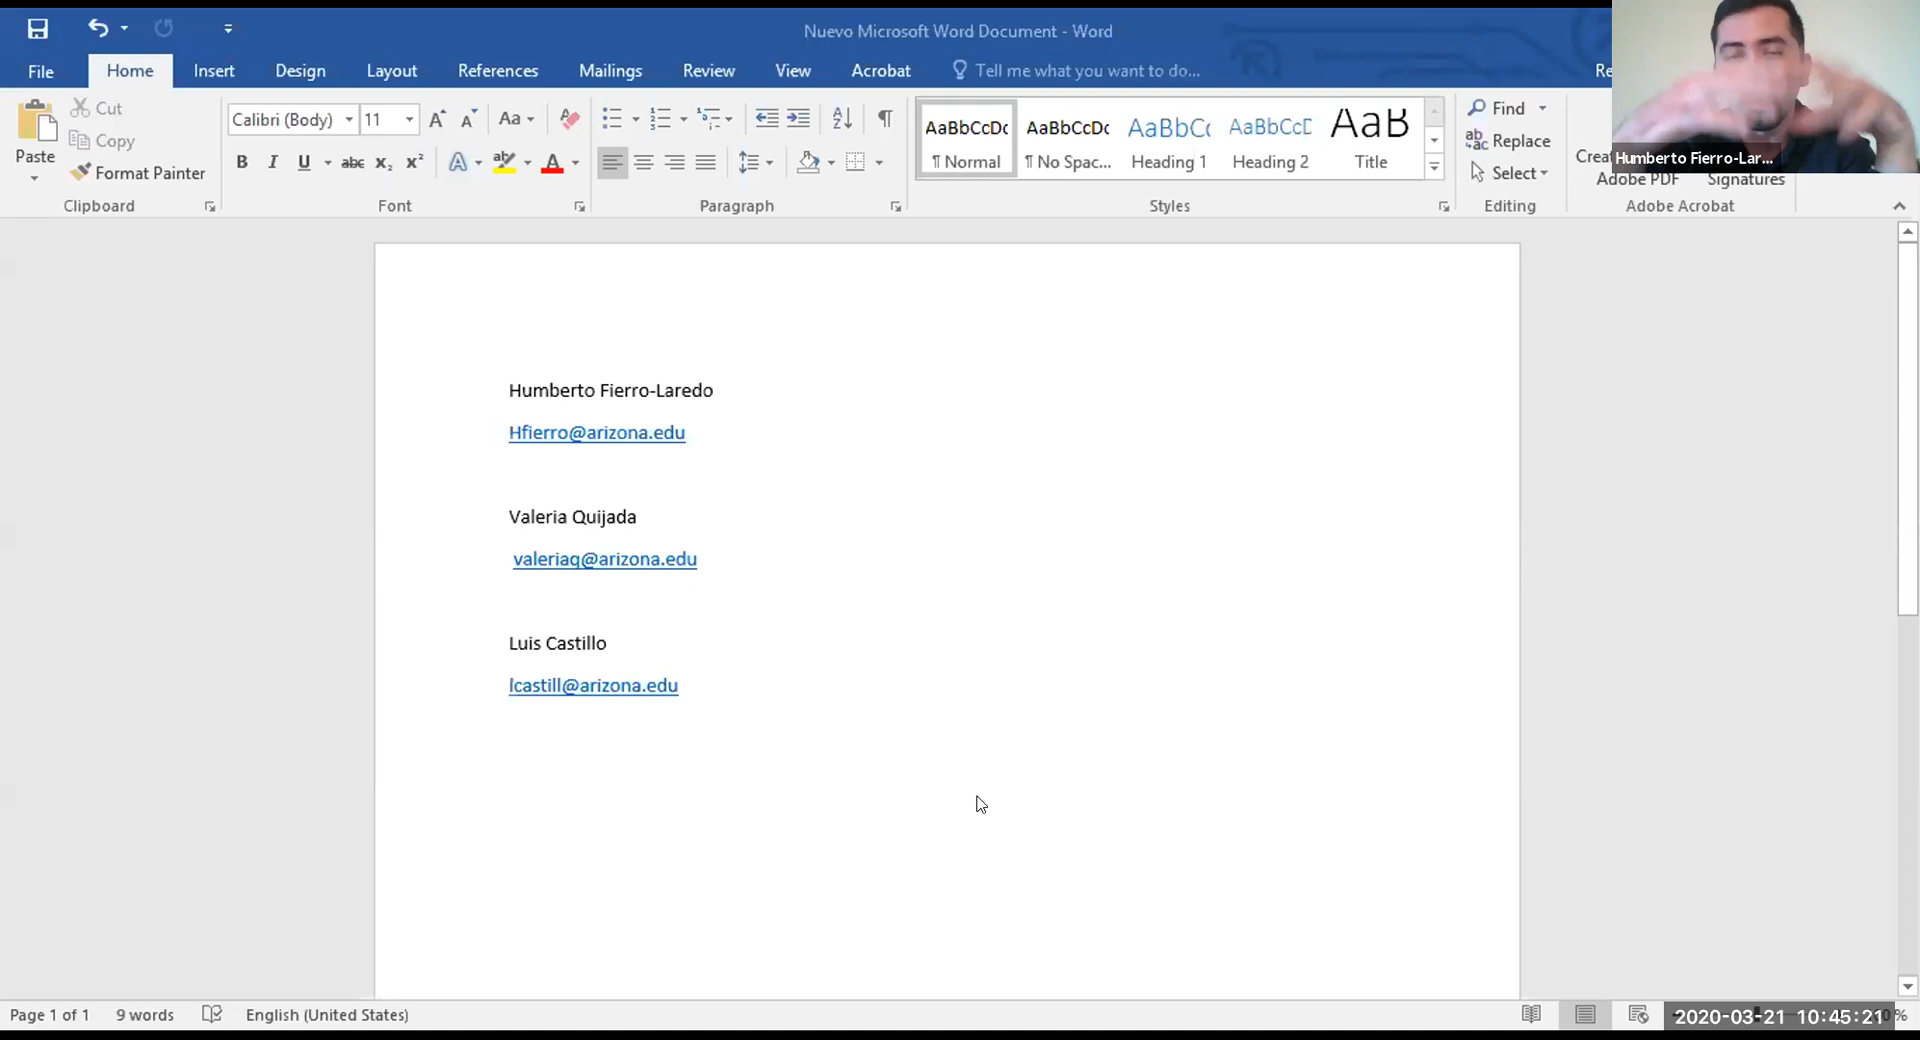 Nuevo Microsoft Word Document - Word
File Home Insert Design Layout References Mailings Review View Acrobat Tell me what you want to do...
Paste
Cut
Copy
Format Painter
Clipboard
Calibri (Body) 11
Font
Paragraph
AaBbCcDc AaBbCcDc AaBbC AaBbCcD AaB
¶ Normal ¶ No Spac... Heading 1 Heading 2 Title
Styles
Find
Replace
Select
Editing
Adobe PDF Signatures
Adobe Acrobat
Humberto Fierro-Lar...
Humberto Fierro-Laredo
Hfierro@arizona.edu
Valeria Quijada
valeriaq@arizona.edu
Luis Castillo
lcastill@arizona.edu
Page 1 of 1 9 words English (United States)
2020-03-21 10:45:21